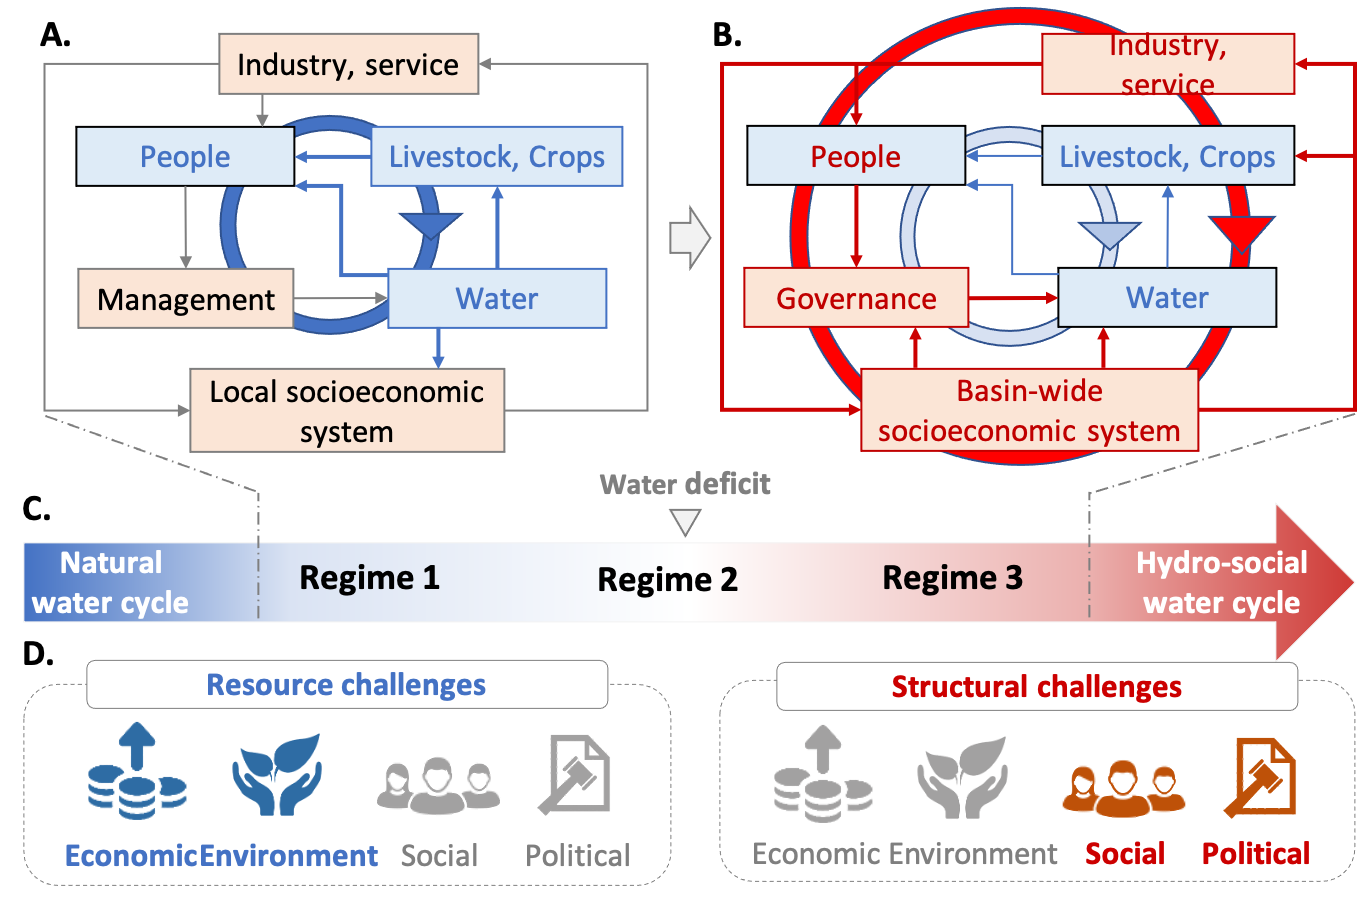 A.
Industry, service
People
Livestock, Crops
Management
Water
Local socioeconomic
system
B.
Industry,
service
People
Livestock, Crops
Governance
Water
Basin-wide
socioeconomic system
Water deficit
C.
Natural
water cycle
Regime 1
Regime 2
Regime 3
Hydro-social
water cycle
D.
Resource challenges
Economic
Environment
Social
Political
Structural challenges
Economic
Environment
Social
Political